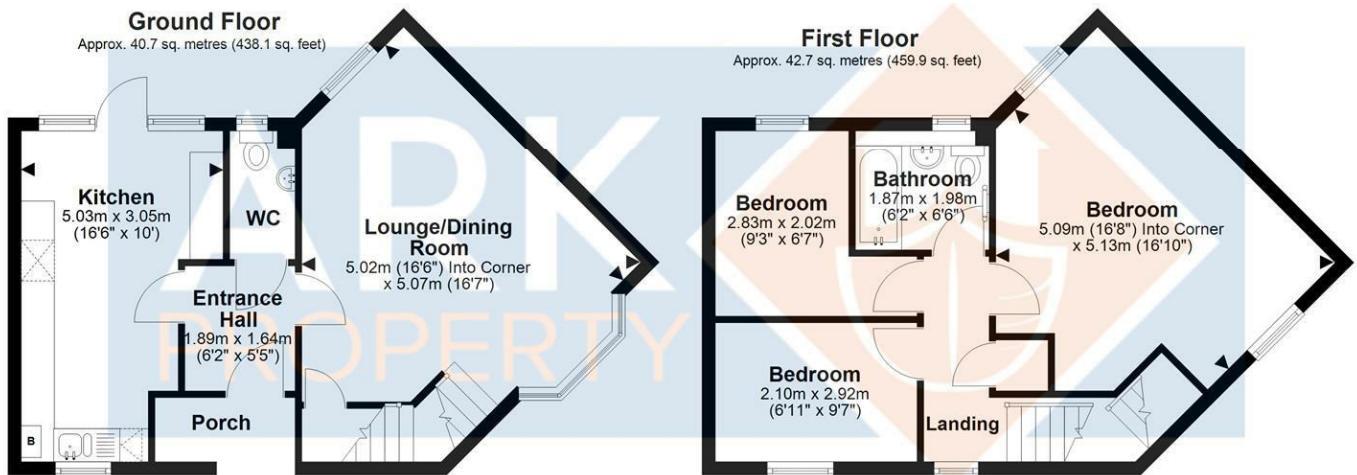 Ground Floor
Approx. 40.7 sq. metres (438.1 sq. feet)
Kitchen
5.03m x 3.05m
(16'6" x 10')
WC
Lounge/Dining
Room
5.02m (16'6") Into Corner
x 5.07m (16'7")
Entrance
Hall
1.89m x 1.64m
(6'2" x 5'5")
Porch
B
First Floor
Approx. 42.7 sq. metres (459.9 sq. feet)
Bedroom
2.83m x 2.02m
(9'3" x 6'7")
Bathroom
1.87m x 1.98m
(6'2" x 6'6")
Bedroom
5.09m (16'8") Into Corner
x 5.13m (16'10")
Bedroom
2.10m x 2.92m
(6'11" x 9'7")
Landing
ARK
PROPERTY